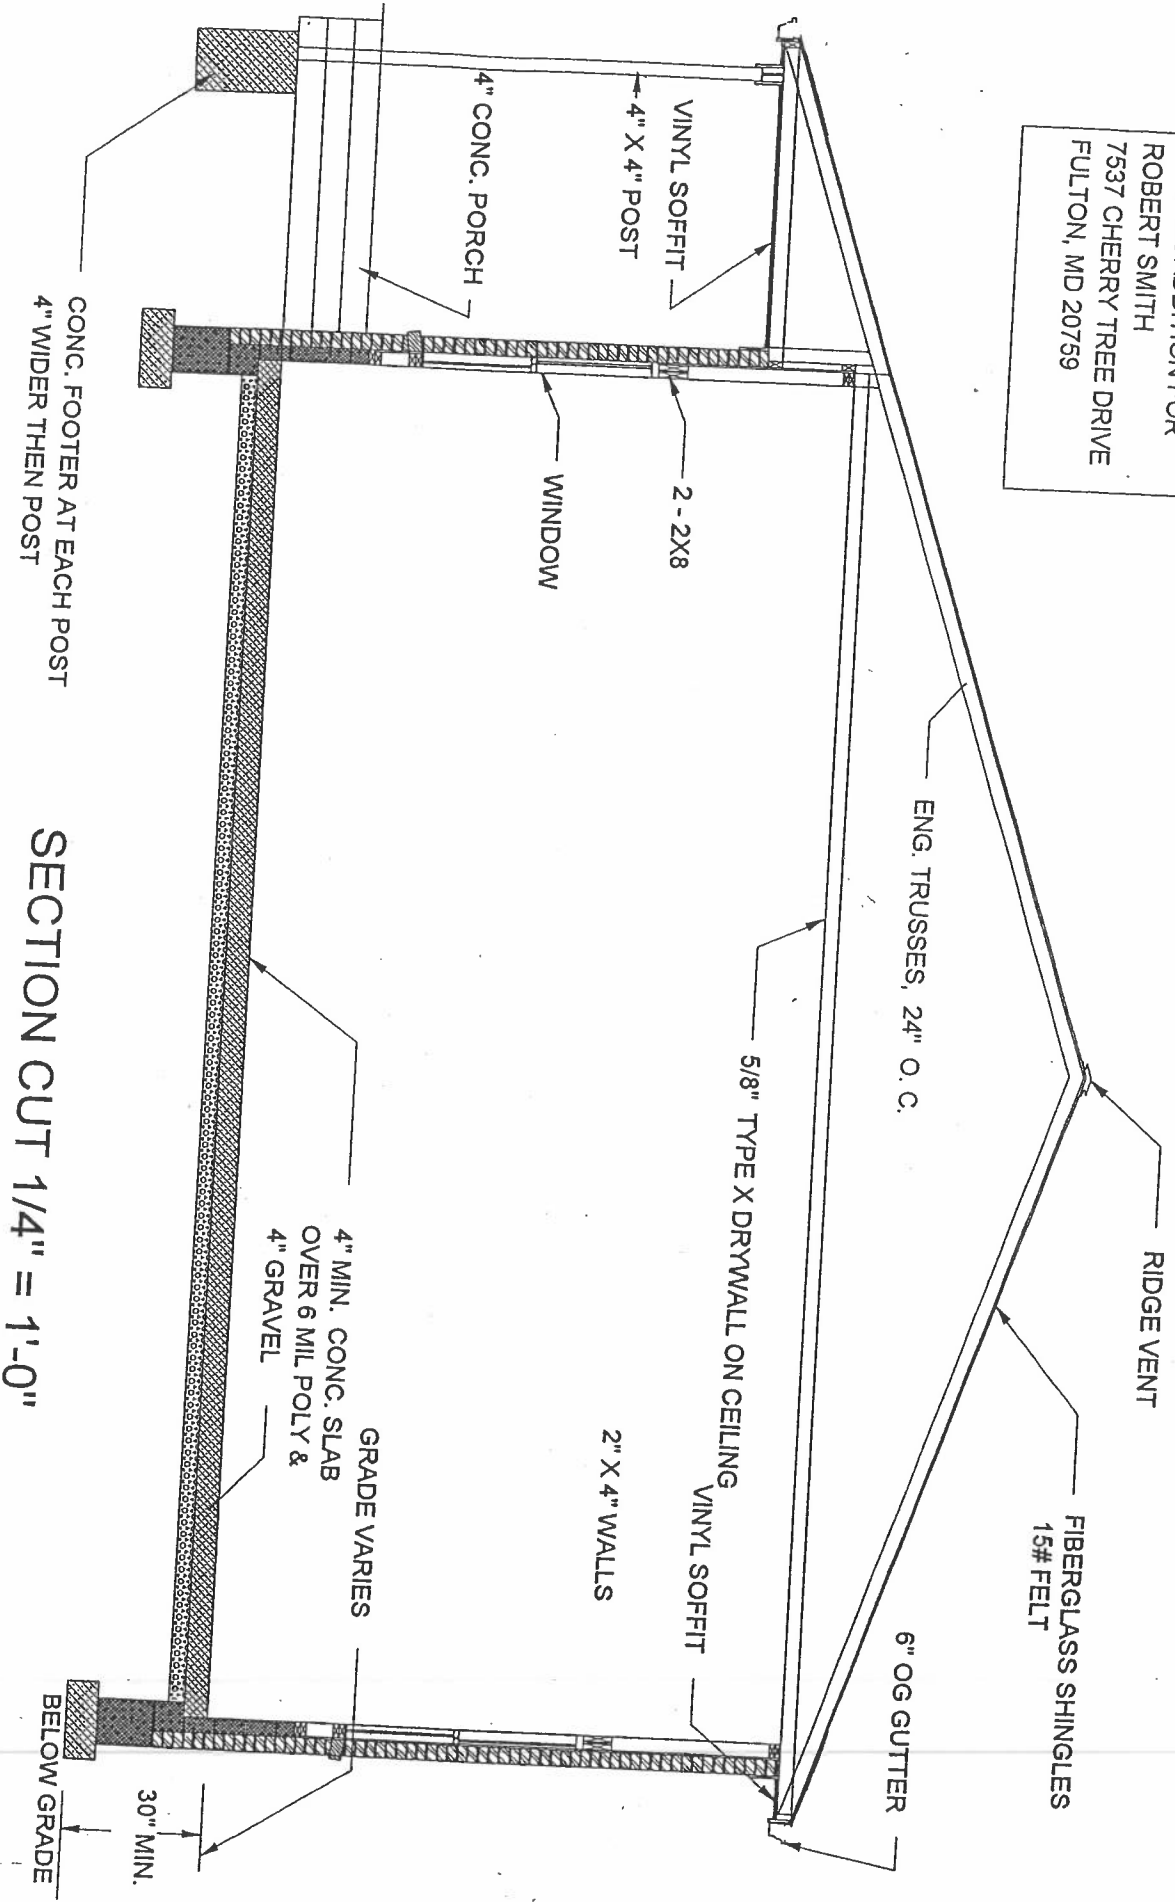 ROBERT SMITH
7537 CHERRY TREE DRIVE
FULTON, MD 20759
RIDGE VENT
FIBERGLASS SHINGLES
15# FELT
6" OG GUTTER
ENG. TRUSSES, 24" O. C.
5/8" TYPE X DRYWALL ON CEILING
VINYL SOFFIT
4" X 4" POST
4" CONC. PORCH
2 - 2X8
WINDOW
VINYL SOFFIT
2" X 4" WALLS
GRADE VARIES
4" MIN. CONC. SLAB
OVER 6 MIL POLY &
4" GRAVEL
30" MIN.
BELOW GRADE
CONC. FOOTER AT EACH POST
4" WIDER THEN POST
SECTION CUT 1/4" = 1'-0"